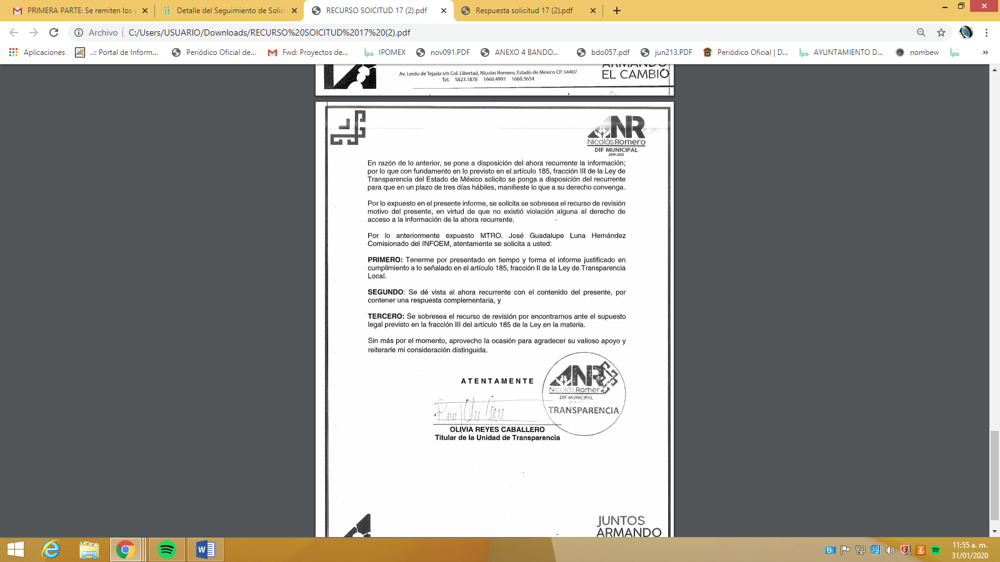 PRIMERA PARTE: Se remiten los p
Detalle del Seguimiento de Solici
RECURSO SOICITUD 17 (2).pdf
Respuesta solicitud 17 (2).pdf
Archivo
C:/Users/USUARIO/Downloads/RECURSO%20SOICITUD%2017%20(2).pdf
Aplicaciones
..:: Portal de Inform...
Periódico Oficial de...
Fwd: Proyectos de...
IPOMEX
nov091.PDF
ANEXO 4 BANDO...
bdo057.pdf
jun213.PDF
Periódico Oficial | D...
AYUNTAMIENTO D...
nombew
»
Av. Lerdo de Tejada s/n Col. Libertad, Nicolas Romero, Estado de México CP. 54407
Tel. 5823.1878 1660.4997 1660.3654
ARMANDO
EL CAMBIO
ANR
NicolásRomero
DIF MUNICIPAL
2019-2021
En razón de lo anterior, se pone a disposición del ahora recurrente la información;
por lo que con fundamento en lo previsto en el artículo 185, fracción III de la Ley de
Transparencia del Estado de México solicito se ponga a disposición del recurrente
para que en un plazo de tres días hábiles, manifieste lo que a su derecho convenga.
Por lo expuesto en el presente informe, se solicita se sobresea el recurso de revisión
motivo del presente, en virtud de que no existió violación alguna al derecho de
acceso a la información de la ahora recurrente.
Por lo anteriormente expuesto MTRO. José Guadalupe Luna Hernández
Comisionado del INFOEM, atentamente se solicita a usted:
PRIMERO: Tenerme por presentado en tiempo y forma el informe justificado en
cumplimiento a lo señalado en el artículo 185, fracción II de la Ley de Transparencia
Local.
SEGUNDO: Se dé vista al ahora recurrente con el contenido del presente, por
contener una respuesta complementaria, y
TERCERO: Se sobresea el recurso de revisión por encontrarnos ante el supuesto
legal previsto en la fracción III del artículo 185 de la Ley en la materia.
Sin más por el momento, aprovecho la ocasión para agradecer su valioso apoyo y
reiterarle mi consideración distinguida.
ATENTAMENTE
ANR
NicolásRomero
DIF MUNICIPAL
TRANSPARENCIA
OLIVIA REYES CABALLERO
Titular de la Unidad de Transparencia
JUNTOS
ARMANDO
11:55 a. m.
31/01/2020